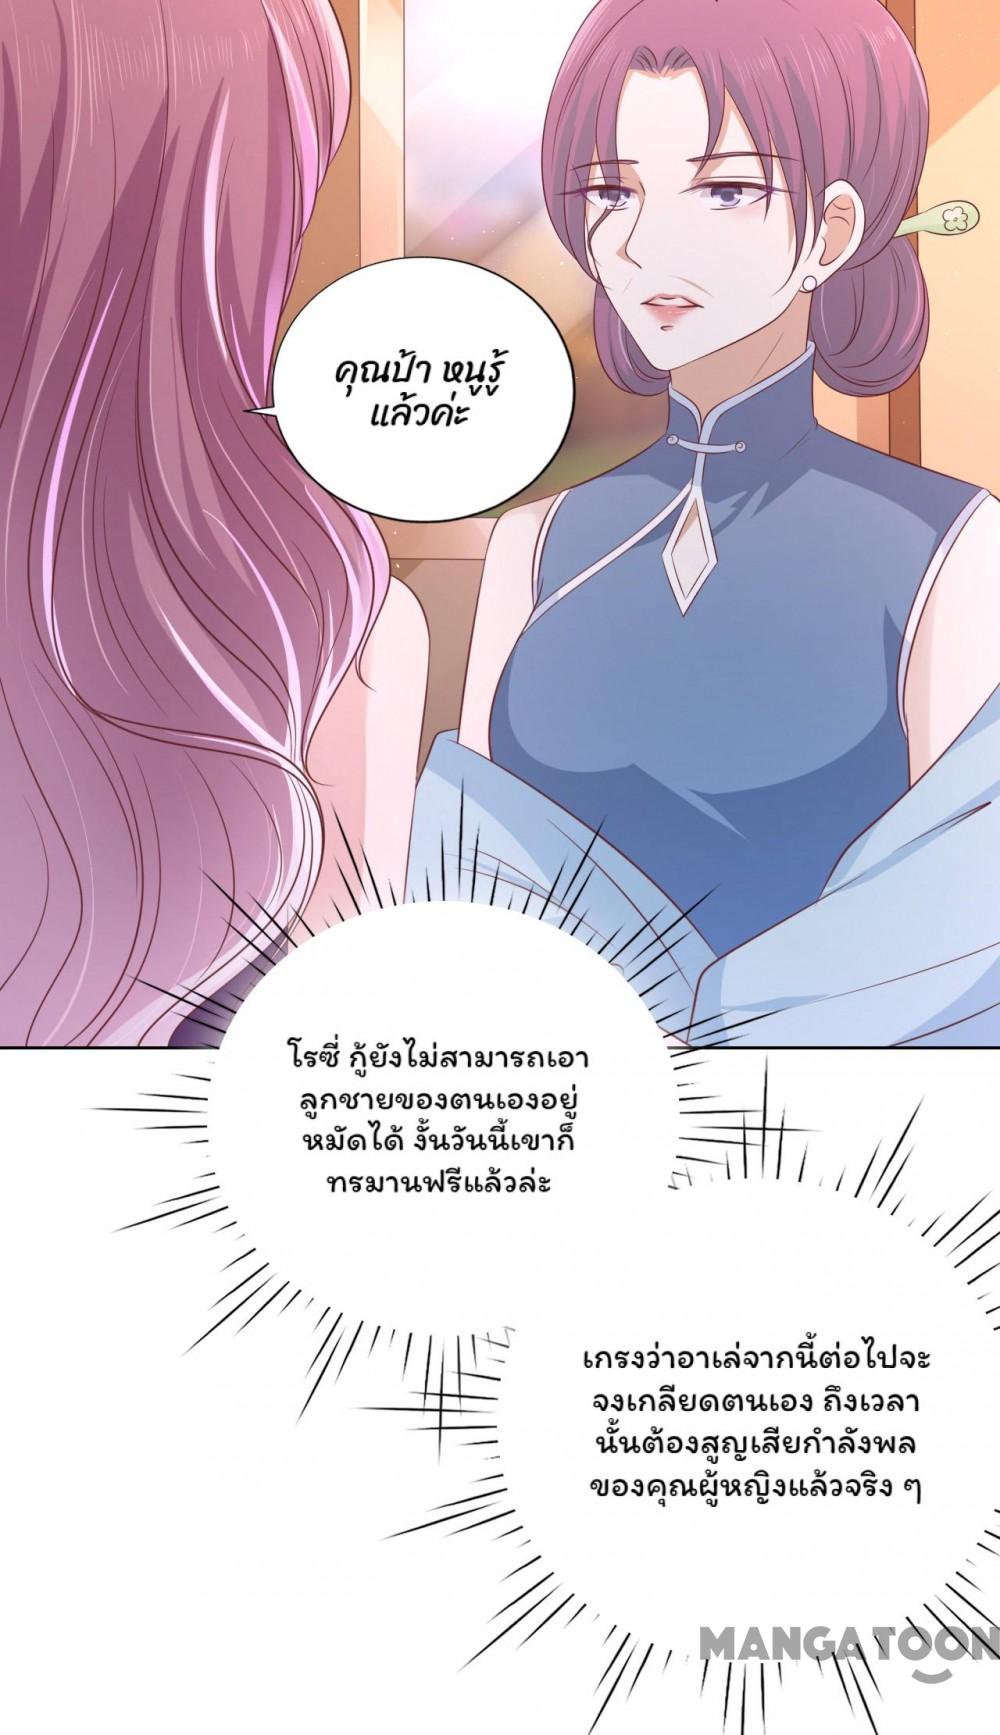 คุณป้า หนูรู้
แล้วค่ะ
โรซี่ กู้ยังไม่สามารถเอา
ลูกชายของตนเองอยู่
หมัดได้ งั้นวันนี้เขาก็
ทรมานฟรีแล้วล่ะ
เกรงว่าอาเล่จากนี้ต่อไปจะ
จงเกลียดตนเอง ถึงเวลา
นั้นต้องสูญเสียกำลังพล
ของคุณผู้หญิงแล้วจริง ๆ
MANGATOON